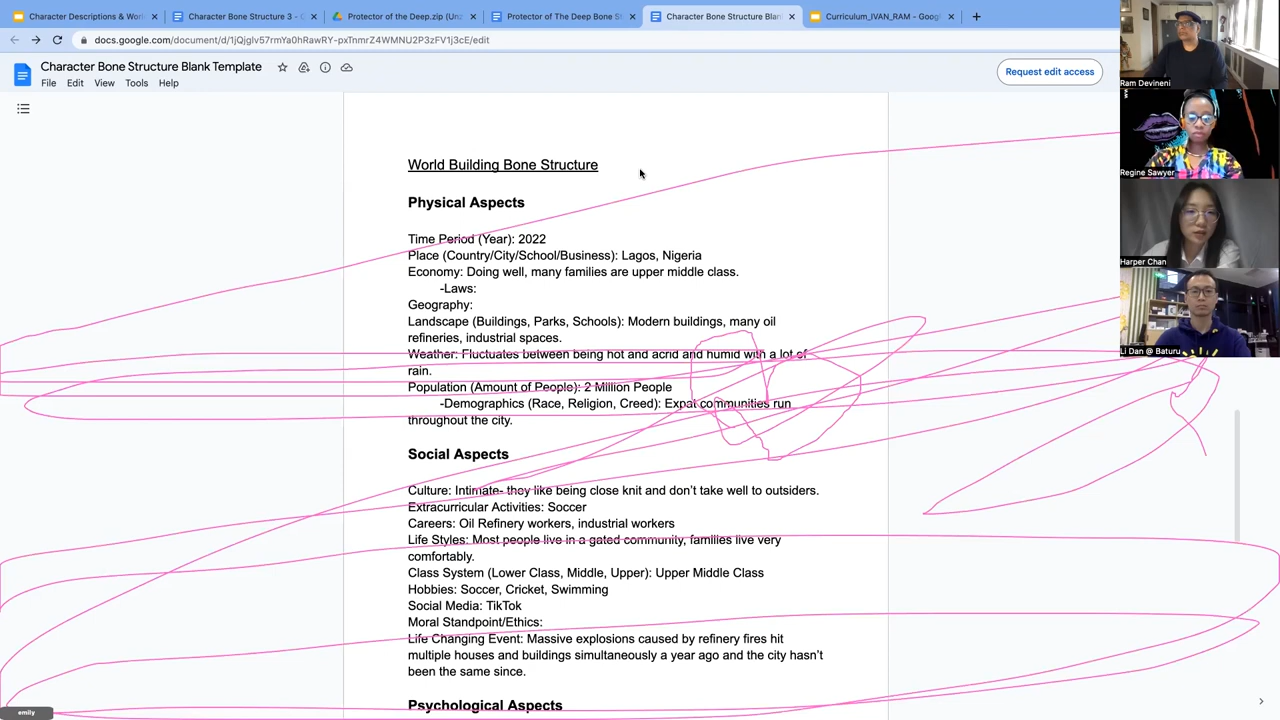 Character Descriptions & World
Character Bone Structure 3 - G
Protector of the Deep.zip (Unz
Protector of The Deep Bone St
Character Bone Structure Blan
Curriculum_IVAN_RAM - Goog
docs.google.com/document/d/1jQjglv57rmYa0hRawRY-pxTnmrZ4WMNU2P3zFV1j3cE/edit
Character Bone Structure Blank Template
File Edit View Tools Help
Request edit access
Ram Devineni
Regine Sawyer
Harper Chan
Li Dan @ Baturu
World Building Bone Structure
Physical Aspects
Time Period (Year): 2022
Place (Country/City/School/Business): Lagos, Nigeria
Economy: Doing well, many families are upper middle class.
-Laws:
Geography:
Landscape (Buildings, Parks, Schools): Modern buildings, many oil
refineries, industrial spaces.
Weather: Fluctuates between being hot and acrid and humid with a lot of
rain.
Population (Amount of People): 2 Million People
-Demographics (Race, Religion, Creed): Expat communities run
throughout the city.
Social Aspects
Culture: Intimate- they like being close knit and don't take well to outsiders.
Extracurricular Activities: Soccer
Careers: Oil Refinery workers, industrial workers
Life Styles: Most people live in a gated community, families live very
comfortably.
Class System (Lower Class, Middle, Upper): Upper Middle Class
Hobbies: Soccer, Cricket, Swimming
Social Media: TikTok
Moral Standpoint/Ethics:
Life Changing Event: Massive explosions caused by refinery fires hit
multiple houses and buildings simultaneously a year ago and the city hasn't
been the same since.
Psychological Aspects
emily